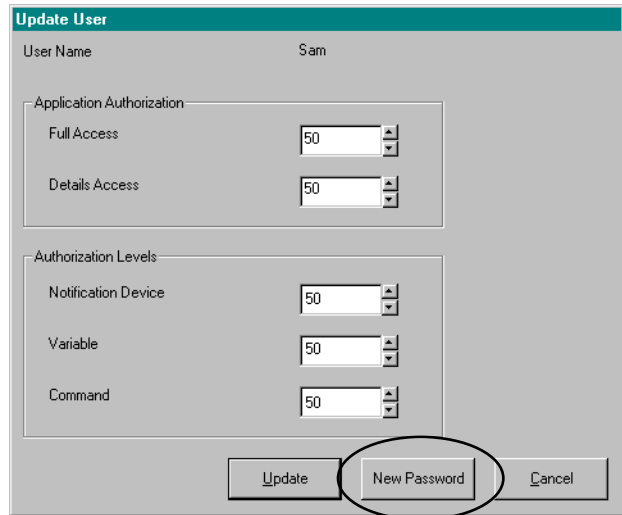 Update User
User Name Sam
Application Authorization
Full Access 50
Details Access 50
Authorization Levels
Notification Device 50
Variable 50
Command 50
Update New Password Cancel